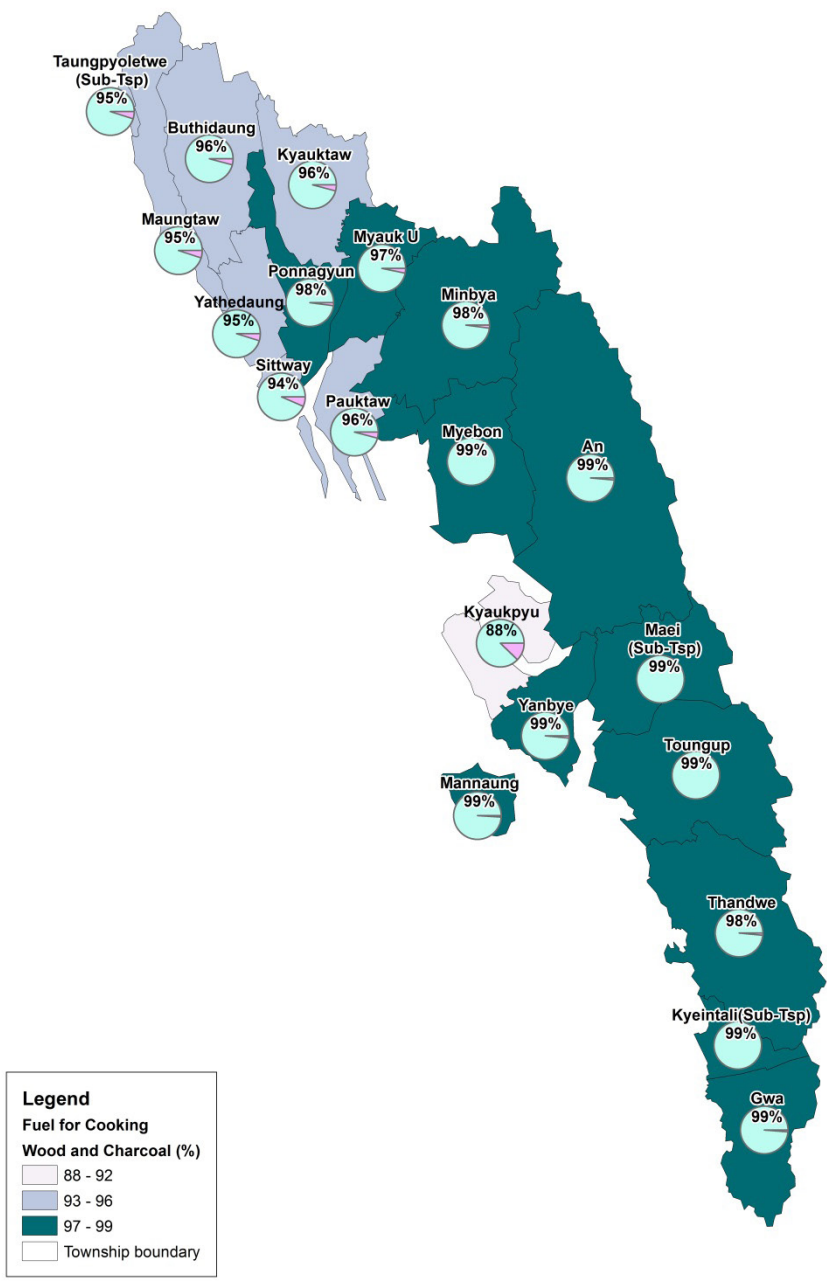 Taungpyoletwe
(Sub-Tsp)
95%
Buthidaung
96%
Kyauktaw
96%
Maungtaw
95%
Myauk U
97%
Ponnagyun
98%
Minbya
98%
Yathedaung
95%
Sittway
94%
Pauktaw
96%
Myebon
99%
An
99%
Kyaukpyu
88%
Maei
(Sub-Tsp)
99%
Yanbye
99%
Toungup
99%
Mannaung
99%
Thandwe
98%
Kyeintali(Sub-Tsp)
99%
Gwa
99%
Legend
Fuel for Cooking
Wood and Charcoal (%)
88 - 92
93 - 96
97 - 99
Township boundary